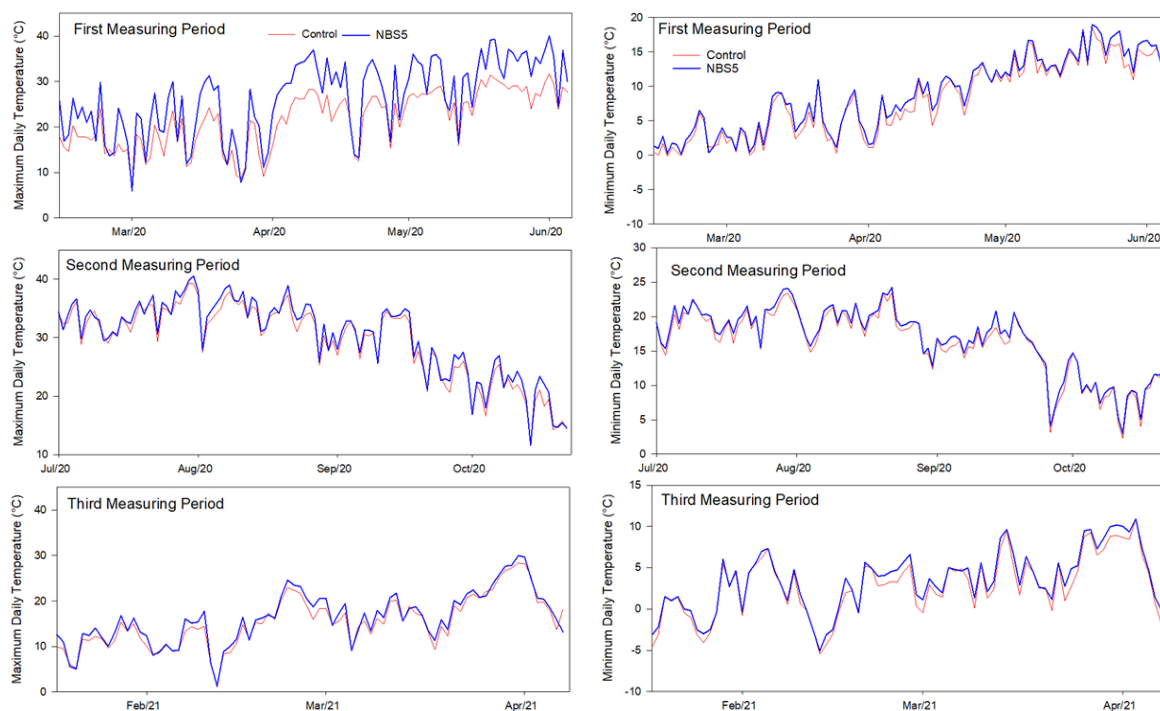 First Measuring Period
Control
NBS5
Maximum Daily Temperature (°C)
40
30
20
10
0
Mar/20
Apr/20
May/20
Jun/20
First Measuring Period
Control
NBS5
Minimum Daily Temperature (°C)
20
15
10
5
0
-5
-10
Mar/20
Apr/20
May/20
Jun/20
Second Measuring Period
Maximum Daily Temperature (°C)
40
30
20
10
Jul/20
Aug/20
Sep/20
Oct/20
Second Measuring Period
Minimum Daily Temperature (°C)
30
25
20
15
10
5
0
Jul/20
Aug/20
Sep/20
Oct/20
Third Measuring Period
Maximum Daily Temperature (°C)
40
30
20
10
0
Feb/21
Mar/21
Apr/21
Third Measuring Period
Minimum Daily Temperature (°C)
15
10
5
0
-5
-10
Feb/21
Mar/21
Apr/21